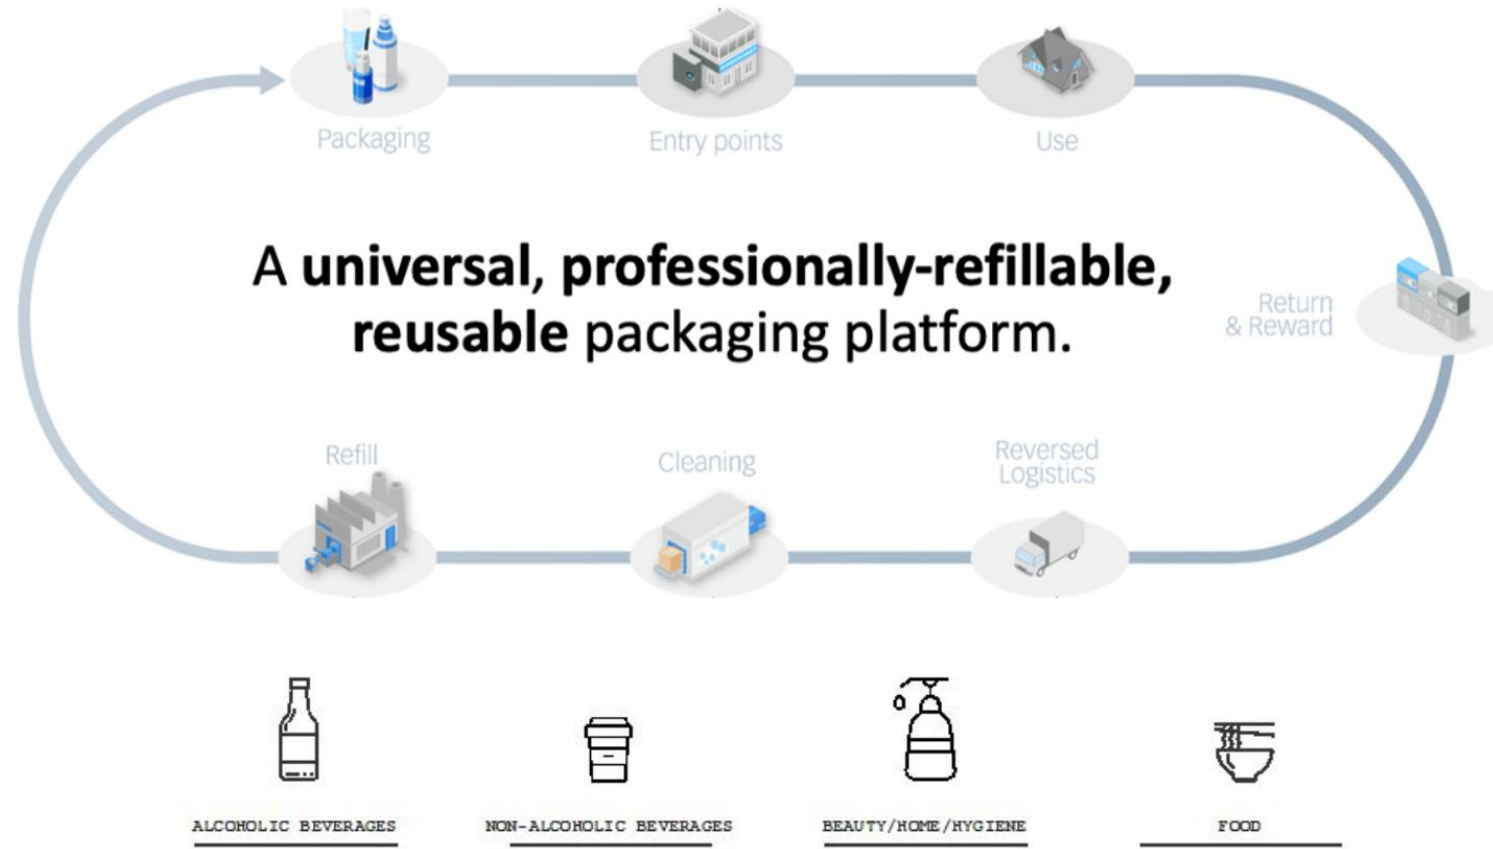 Packaging
Entry points
Use
A universal, professionally-refillable,
reusable packaging platform.
Return
& Reward
Refill
Cleaning
Reversed
Logistics
ALCOHOLIC BEVERAGES
NON-ALCOHOLIC BEVERAGES
BEAUTY/HOME/HYGIENE
FOOD